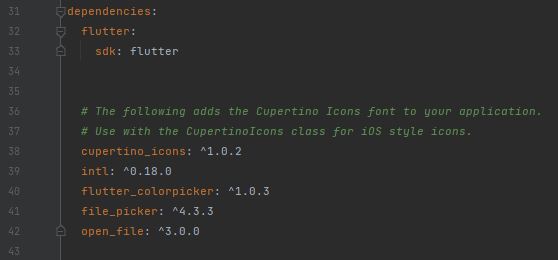 31 dependencies:
32 flutter:
33 sdk: flutter
34
35
36 # The following adds the Cupertino Icons font to your application.
37 # Use with the CupertinoIcons class for iOS style icons.
38 cupertino_icons: ^1.0.2
39 intl: ^0.18.0
40 flutter_colorpicker: ^1.0.3
41 file_picker: ^4.3.3
42 open_file: ^3.0.0
43